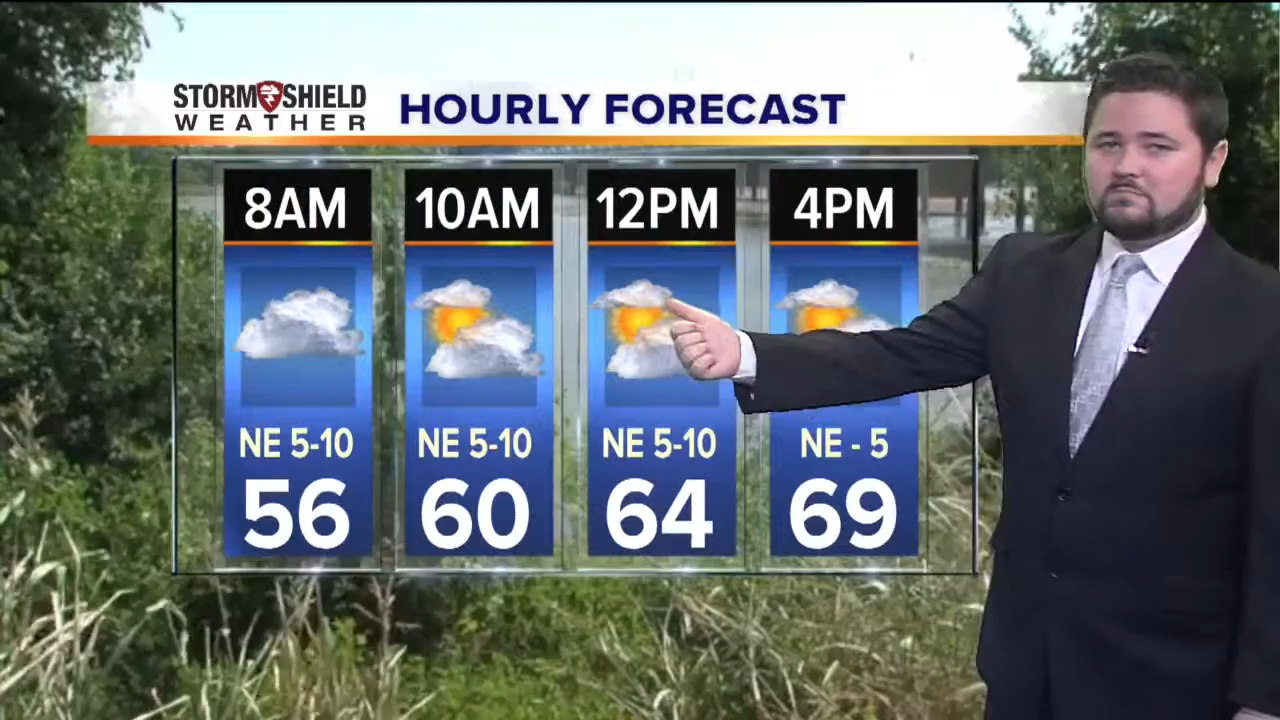 STORM SHIELD
WEATHER
HOURLY FORECAST
8AM
10AM
12PM
4PM
NE 5-10
NE 5-10
NE 5-10
NE - 5
56
60
64
69